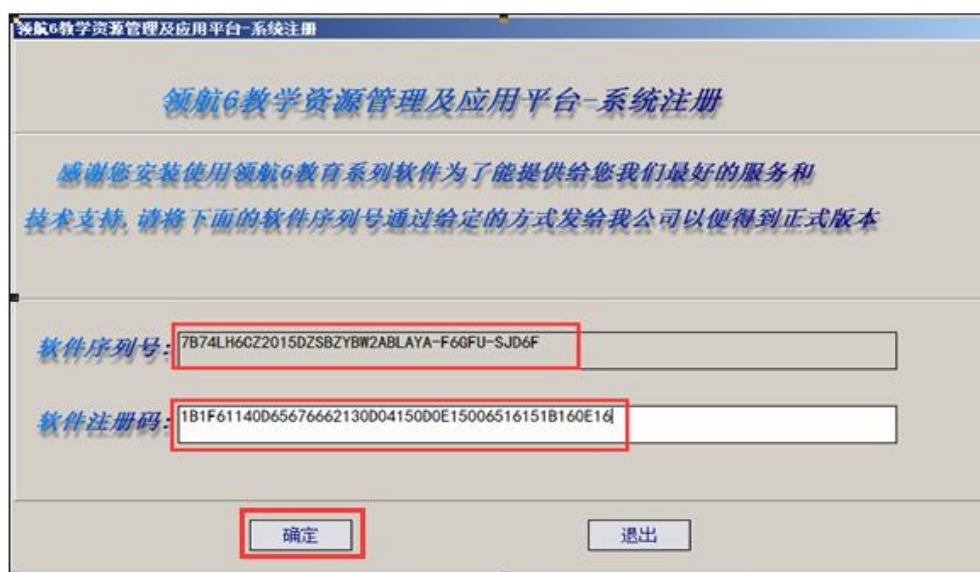 领航6教学资源管理及应用平台-系统注册
领航6教学资源管理及应用平台-系统注册
感谢您安装使用领航6教育系列软件为了能提供给您我们最好的服务和
技术支持,请将下面的软件序列号通过给定的方式发给我公司以便得到正式版本
软件序列号: 7B74LH6CZ2015DZSBZYBW2ABLAYA-F6GFU-SJD6F
软件注册码: 1B1F61140D65676662130D04150D0E15006516151B160E16
确定 退出